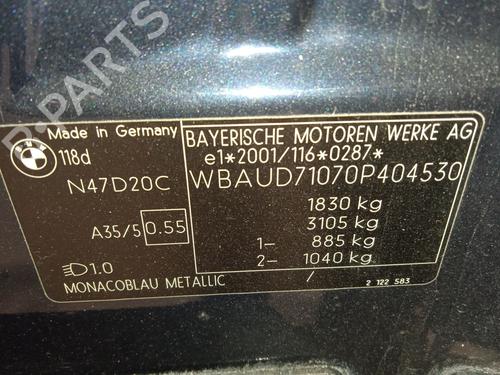 B-PARTS
BMW
Made in Germany
118d
N47D20C
A35/5 0.55
1.0
MONACOBLAU METALLIC
BAYERISCHE MOTOREN WERKE AG
e1*2001/116*0287*
WBAUD71070P404530
1830 kg
3105 kg
1- 885 kg
2- 1040 kg
/
2 122 583